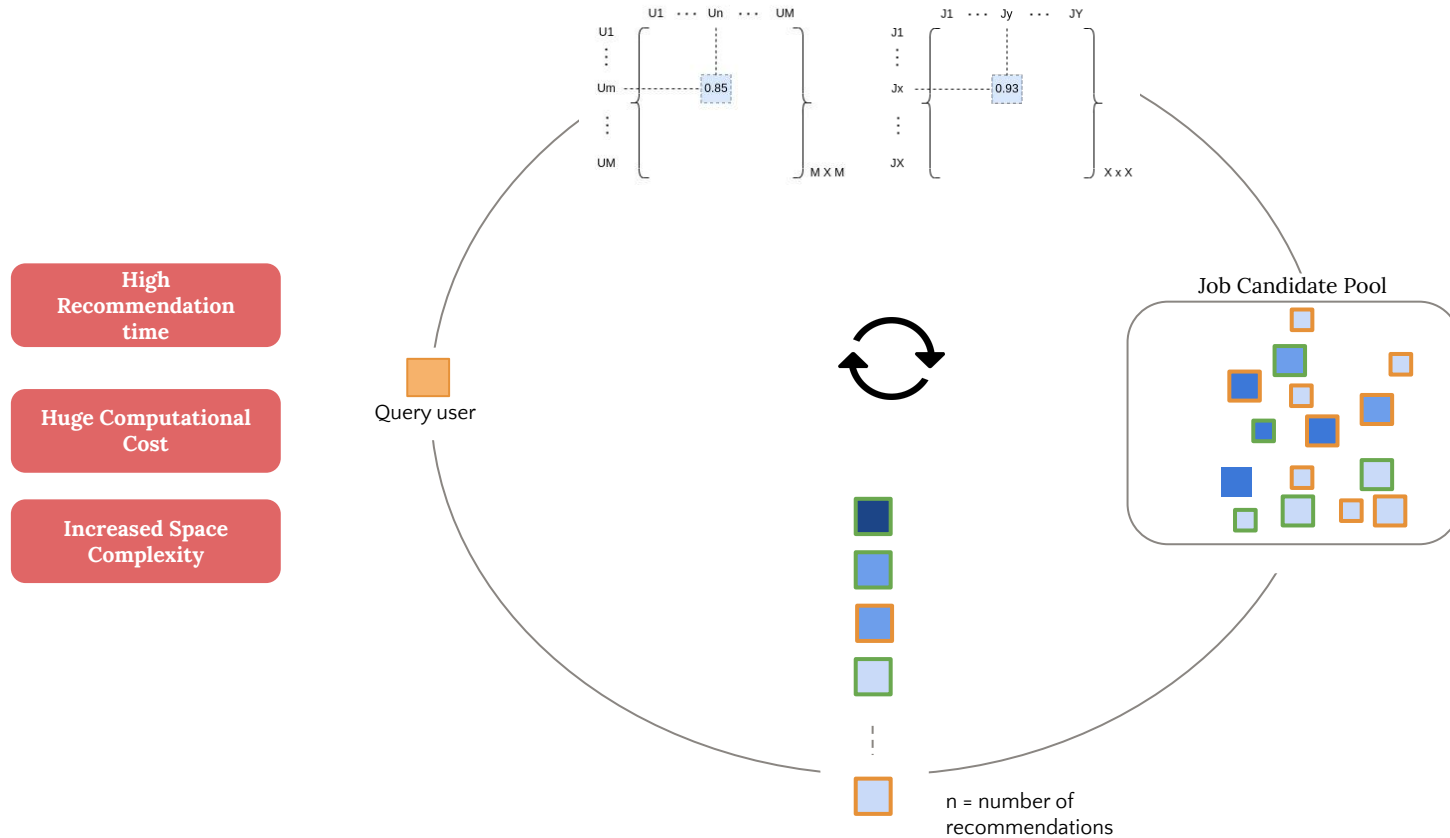 U1 ··· Un ··· UM
U1
⋮
Um
0.85
⋮
UM
M X M
J1 ··· Jy ··· JY
J1
⋮
Jx
0.93
⋮
JX
X x X
High
Recommendation
time
Huge Computational
Cost
Increased Space
Complexity
Query user
Job Candidate Pool
n = number of
recommendations